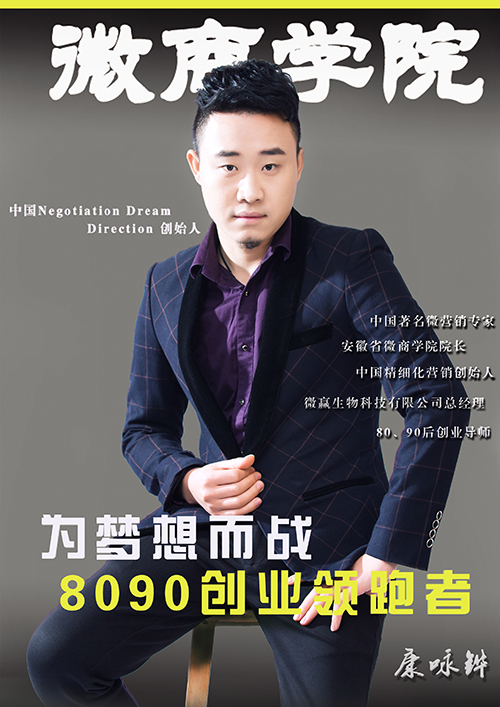 微商学院
中国Negotiation Dream
Direction 创始人
中国著名微营销专家
安徽省微商学院院长
中国精细化营销创始人
微赢生物科技有限公司总经理
80、90后创业导师
为梦想而战
8090创业领跑者
康咏铧